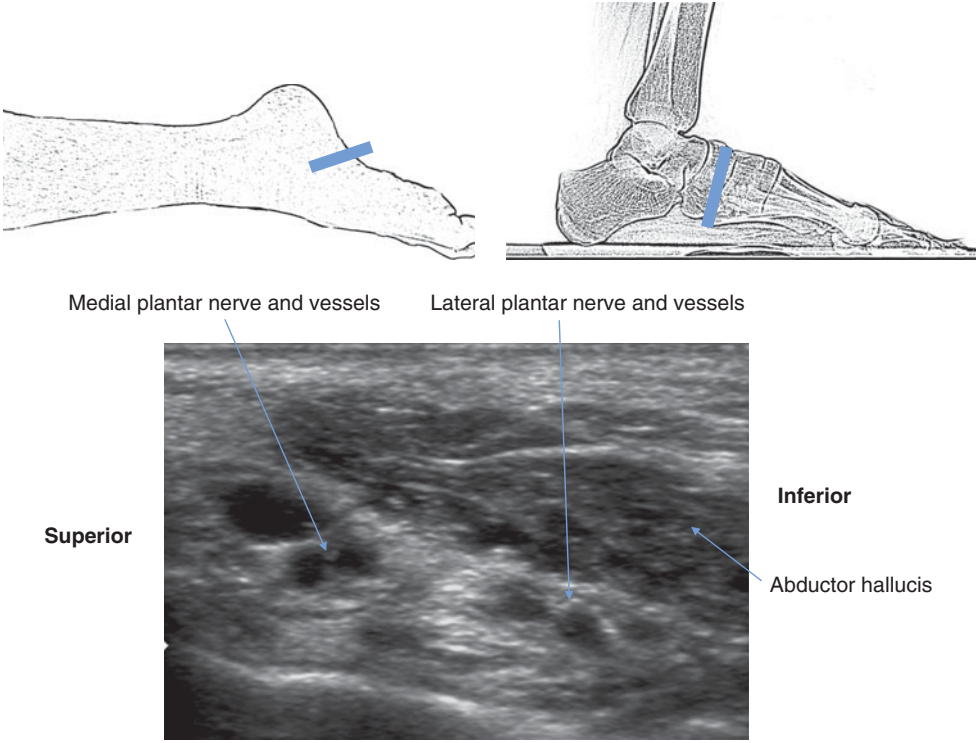 Medial plantar nerve and vessels
Lateral plantar nerve and vessels
Inferior
Superior
Abductor hallucis